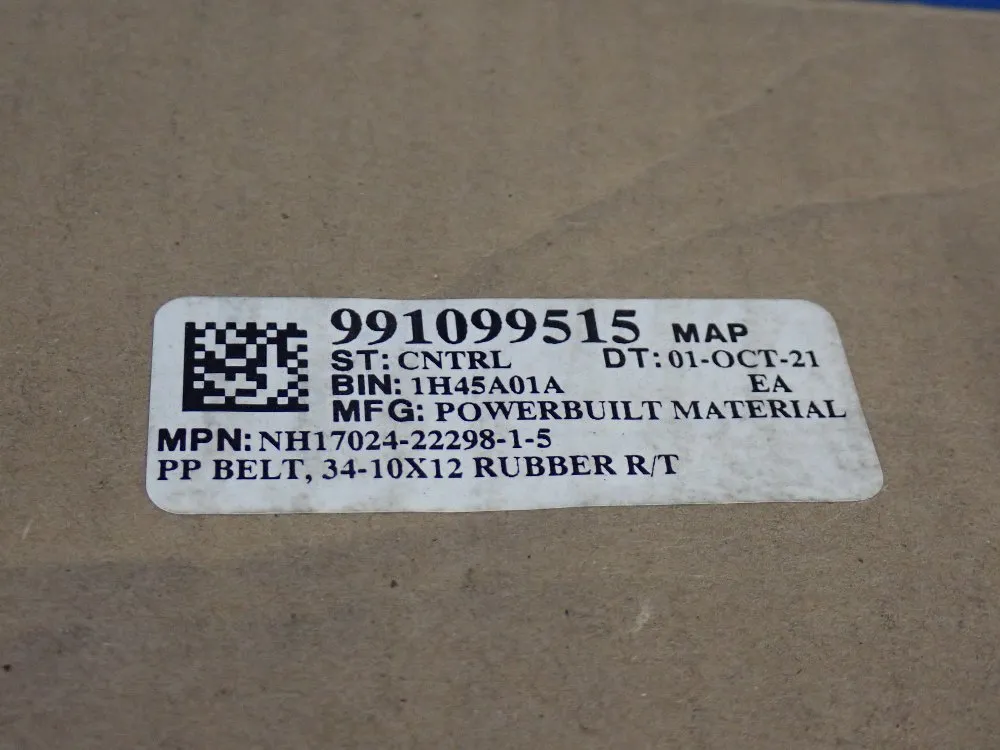 991099515 MAP
ST: CNTRL DT: 01-OCT-21
BIN: 1H45A01A EA
MFG: POWERBUILT MATERIAL
MPN: NH17024-22298-1-5
PP BELT, 34-10X12 RUBBER R/T